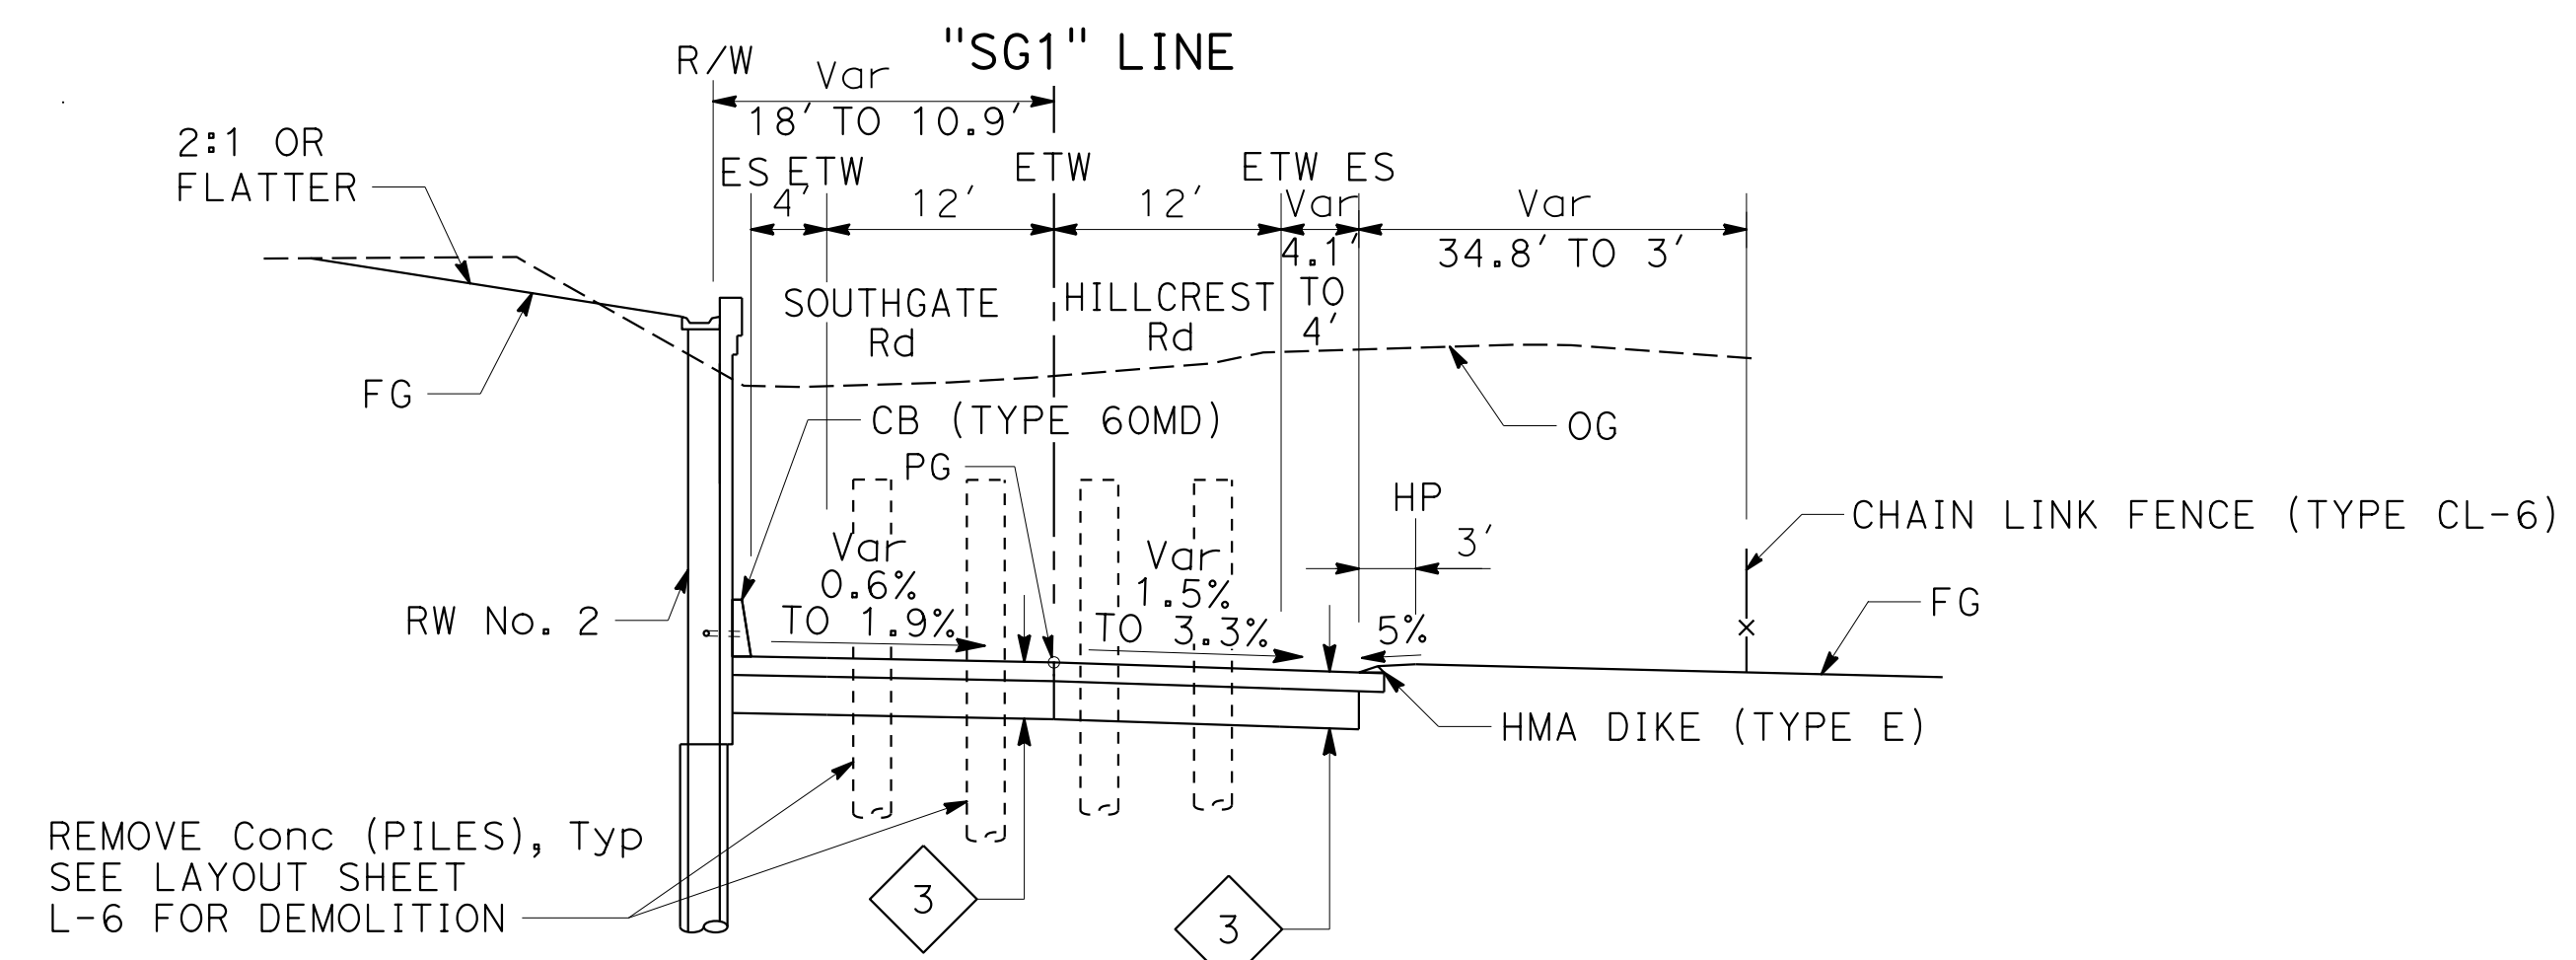 "SG1" LINE
R/W
Var
18' TO 10.9'
2:1 OR
FLATTER
ES ETW
ETW
ETW ES
4'
12'
12'
Var
4.1'
TO
4'
Var
34.8' TO 3'
SOUTHGATE
Rd
HILLCREST
Rd
FG
CB (TYPE 60MD)
OG
PG
HP
3'
CHAIN LINK FENCE (TYPE CL-6)
Var
0.6%
TO 1.9%
Var
1.5%
TO 3.3%
5%
FG
RW No. 2
HMA DIKE (TYPE E)
REMOVE Conc (PILES), Typ
SEE LAYOUT SHEET
L-6 FOR DEMOLITION
3
3